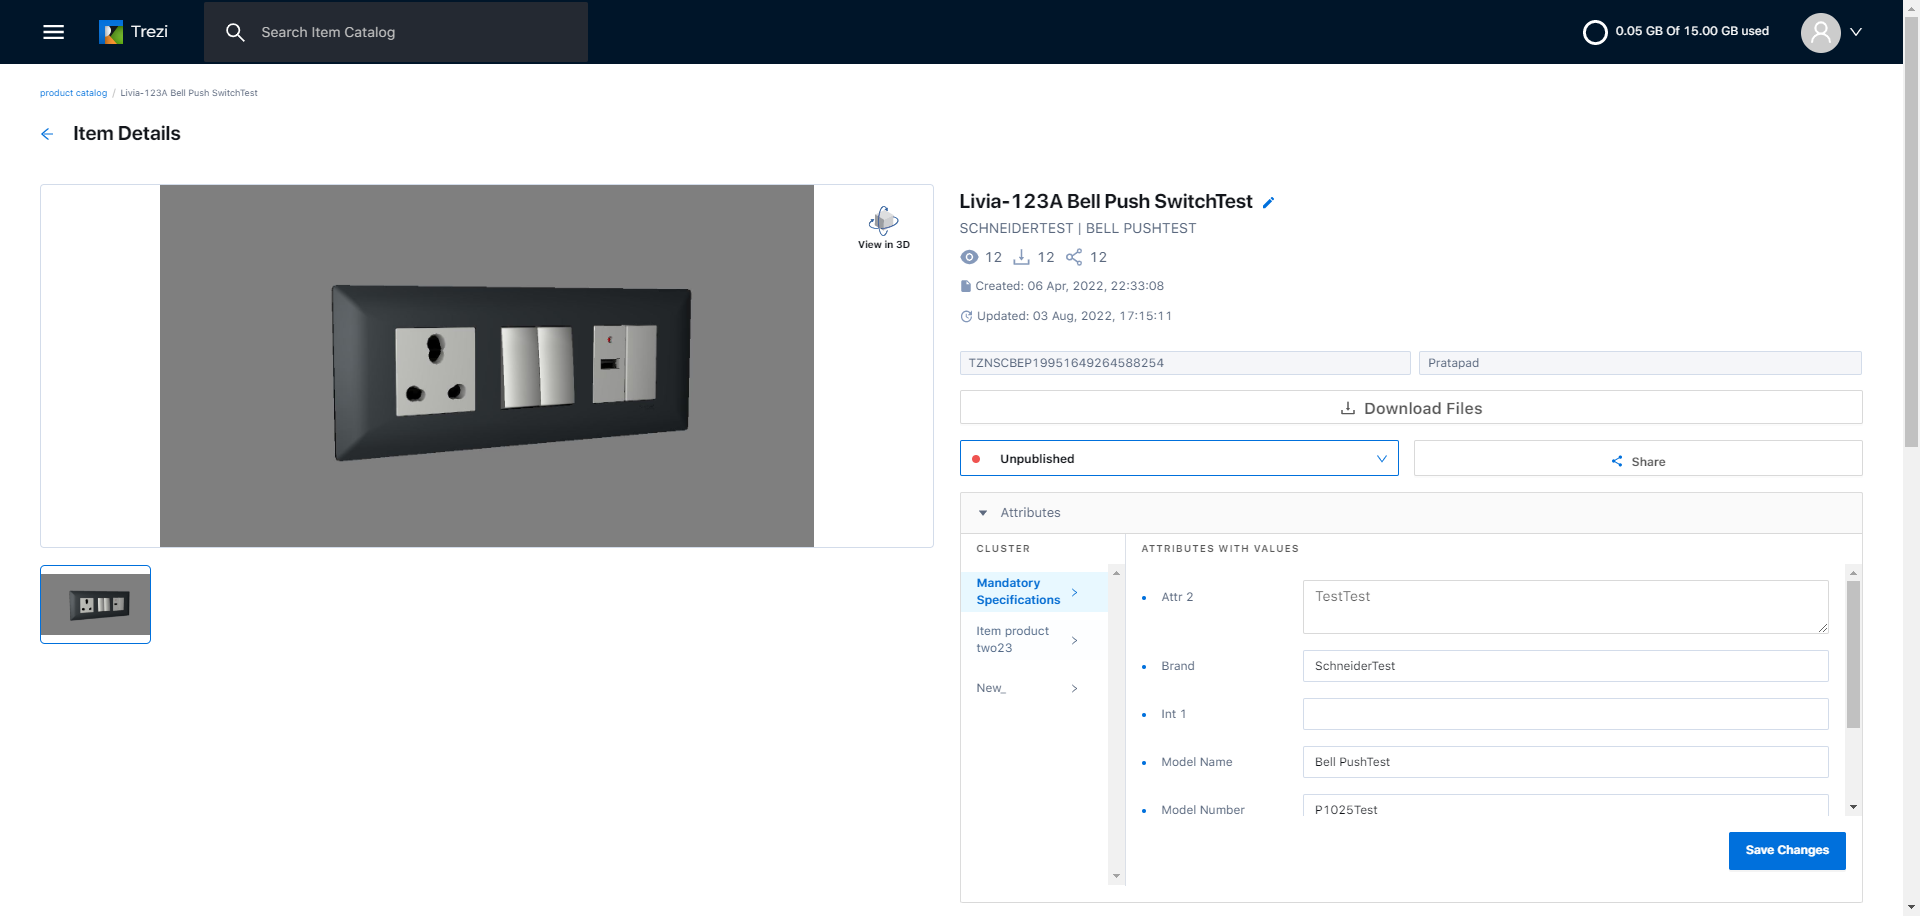 Trezi
Search Item Catalog
0.05 GB Of 15.00 GB used
product catalog / Livia-123A Bell Push SwitchTest
Item Details
View in 3D
Livia-123A Bell Push SwitchTest
SCHNEIDERTEST | BELL PUSHTEST
12 12 12
Created: 06 Apr, 2022, 22:33:08
Updated: 03 Aug, 2022, 17:15:11
TZNSCBEP19951649264588254
Pratapad
Download Files
Unpublished
Share
Attributes
CLUSTER
ATTRIBUTES WITH VALUES
Mandatory
Specifications
Item product
two23
New_
Attr 2
TestTest
Brand
SchneiderTest
Int 1
Model Name
Bell PushTest
Model Number
P1025Test
Save Changes